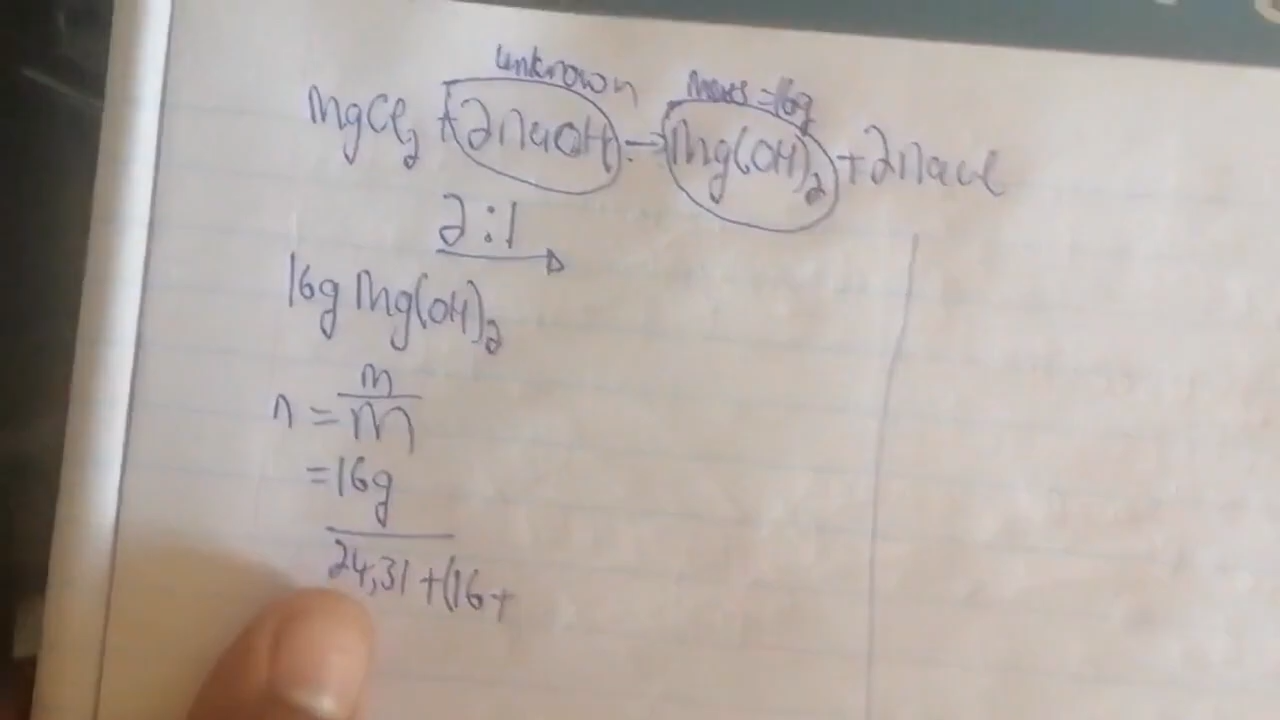 unknown mass = 16g
MgCl₂ + 2NaOH → Mg(OH)₂ + 2NaCl
2:1
16g Mg(OH)₂
n = m/M
= 16g
24,31 + (16 +